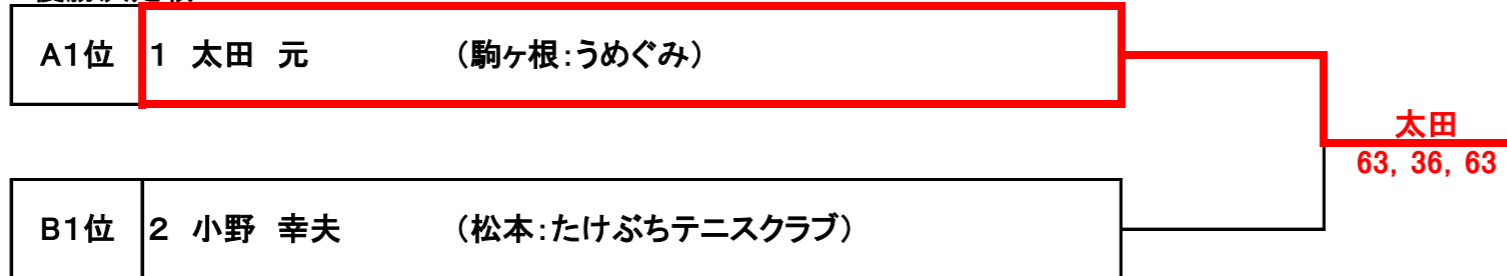 A1位 1 太田 元 （駒ヶ根：うめぐみ）
太田
63, 36, 63
B1位 2 小野 幸夫 （松本：たけぶちテニスクラブ）